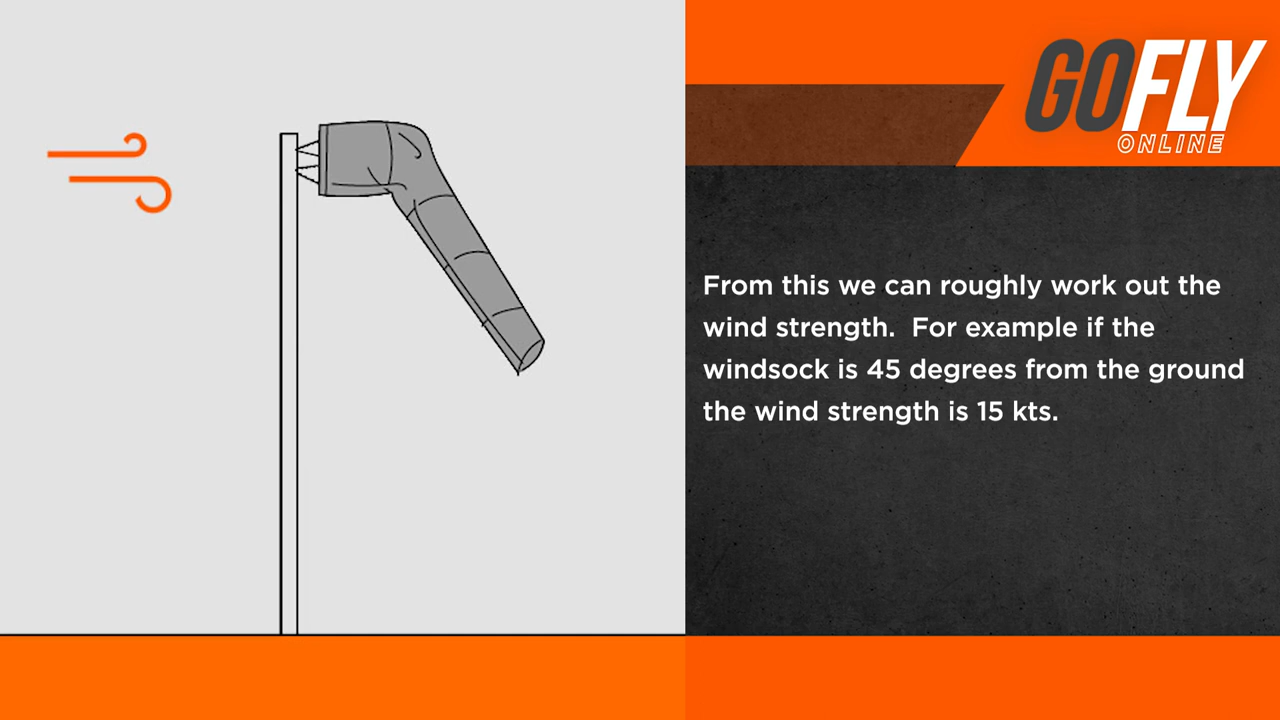 GOFLY
ONLINE
From this we can roughly work out the
wind strength.  For example if the
windsock is 45 degrees from the ground
the wind strength is 15 kts.